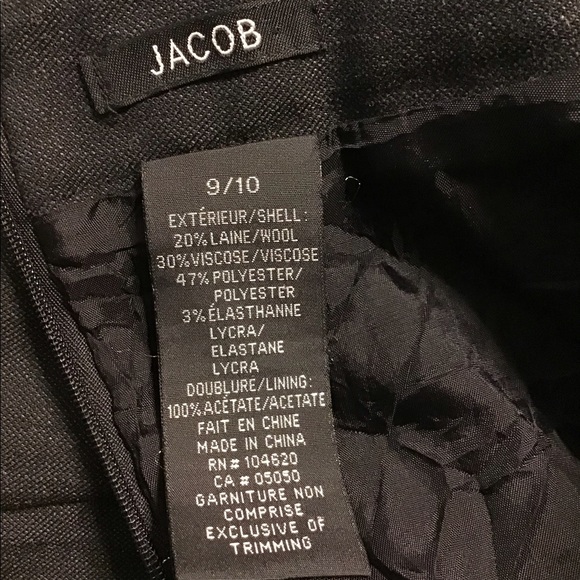 JACOB
9/10
EXTÉRIEUR/SHELL:
20% LAINE/WOOL
30% VISCOSE/VISCOSE
47% POLYESTER/
POLYESTER
3% ÉLASTHANNE
LYCRA/
ELASTANE
LYCRA
DOUBLURE/LINING:
100% ACÉTATE/ACETATE
FAIT EN CHINE
MADE IN CHINA
RN# 104620
CA # 05050
GARNITURE NON
COMPRISE
EXCLUSIVE OF
TRIMMING